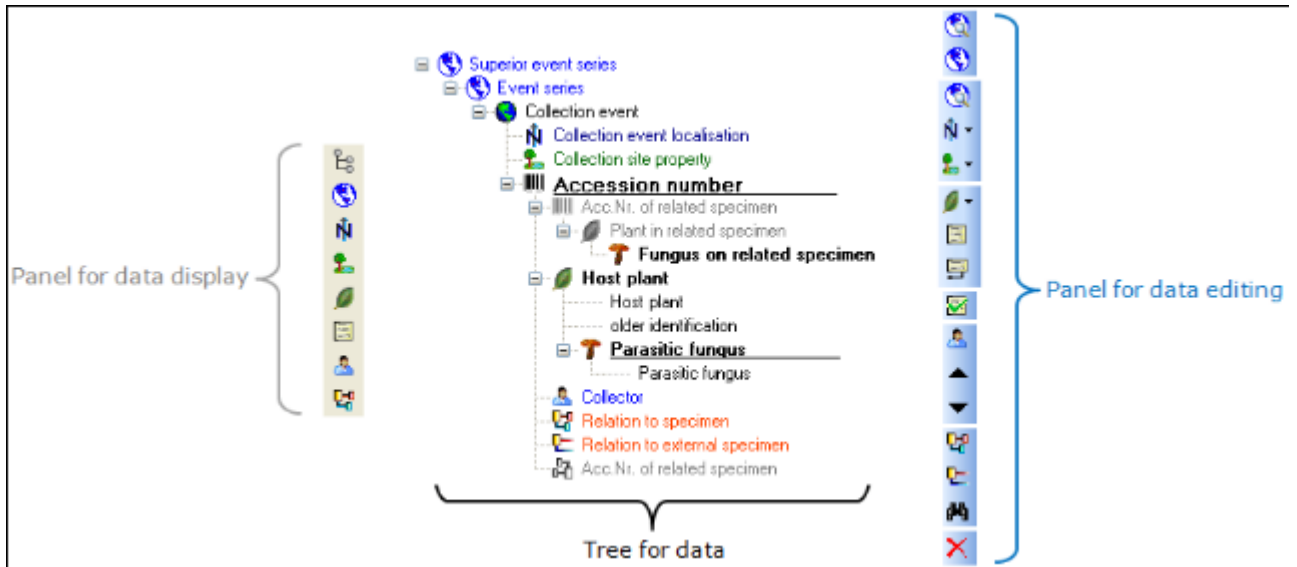 Superior event series
Event series
Collection event
Collection event localisation
Collection site property
Accession number
Acc.Nr. of related specimen
Plant in related specimen
Fungus on related specimen
Host plant
Host plant
older identification
Parasitic fungus
Parasitic fungus
Collector
Relation to specimen
Relation to external specimen
Acc.Nr. of related specimen
Panel for data display
Panel for data editing
Tree for data